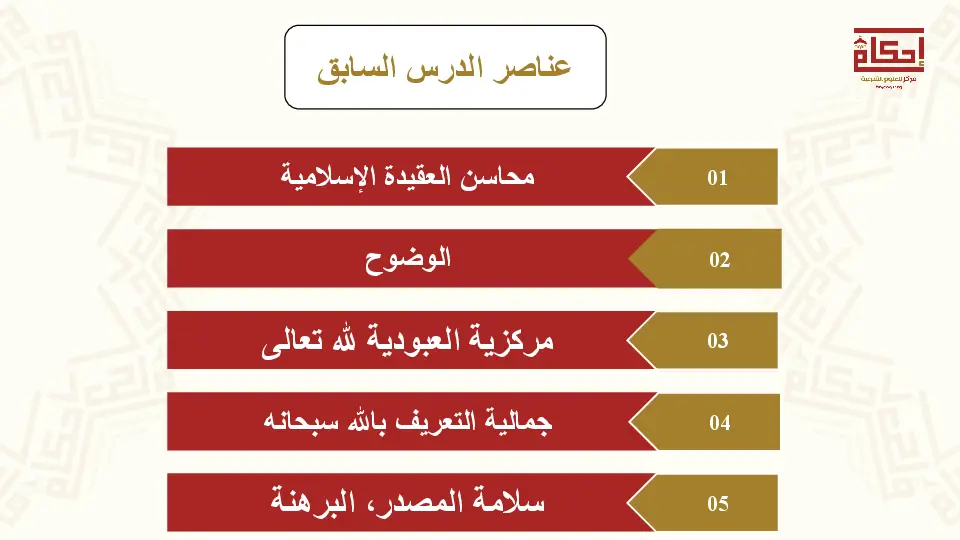 عناصر الدرس السابق
إحكام
مركز للعلوم الشرعية
01
محاسن العقيدة الإسلامية
02
الوضوح
03
مركزية العبودية لله تعالى
04
جمالية التعريف بالله سبحانه
05
سلامة المصدر، البرهنة